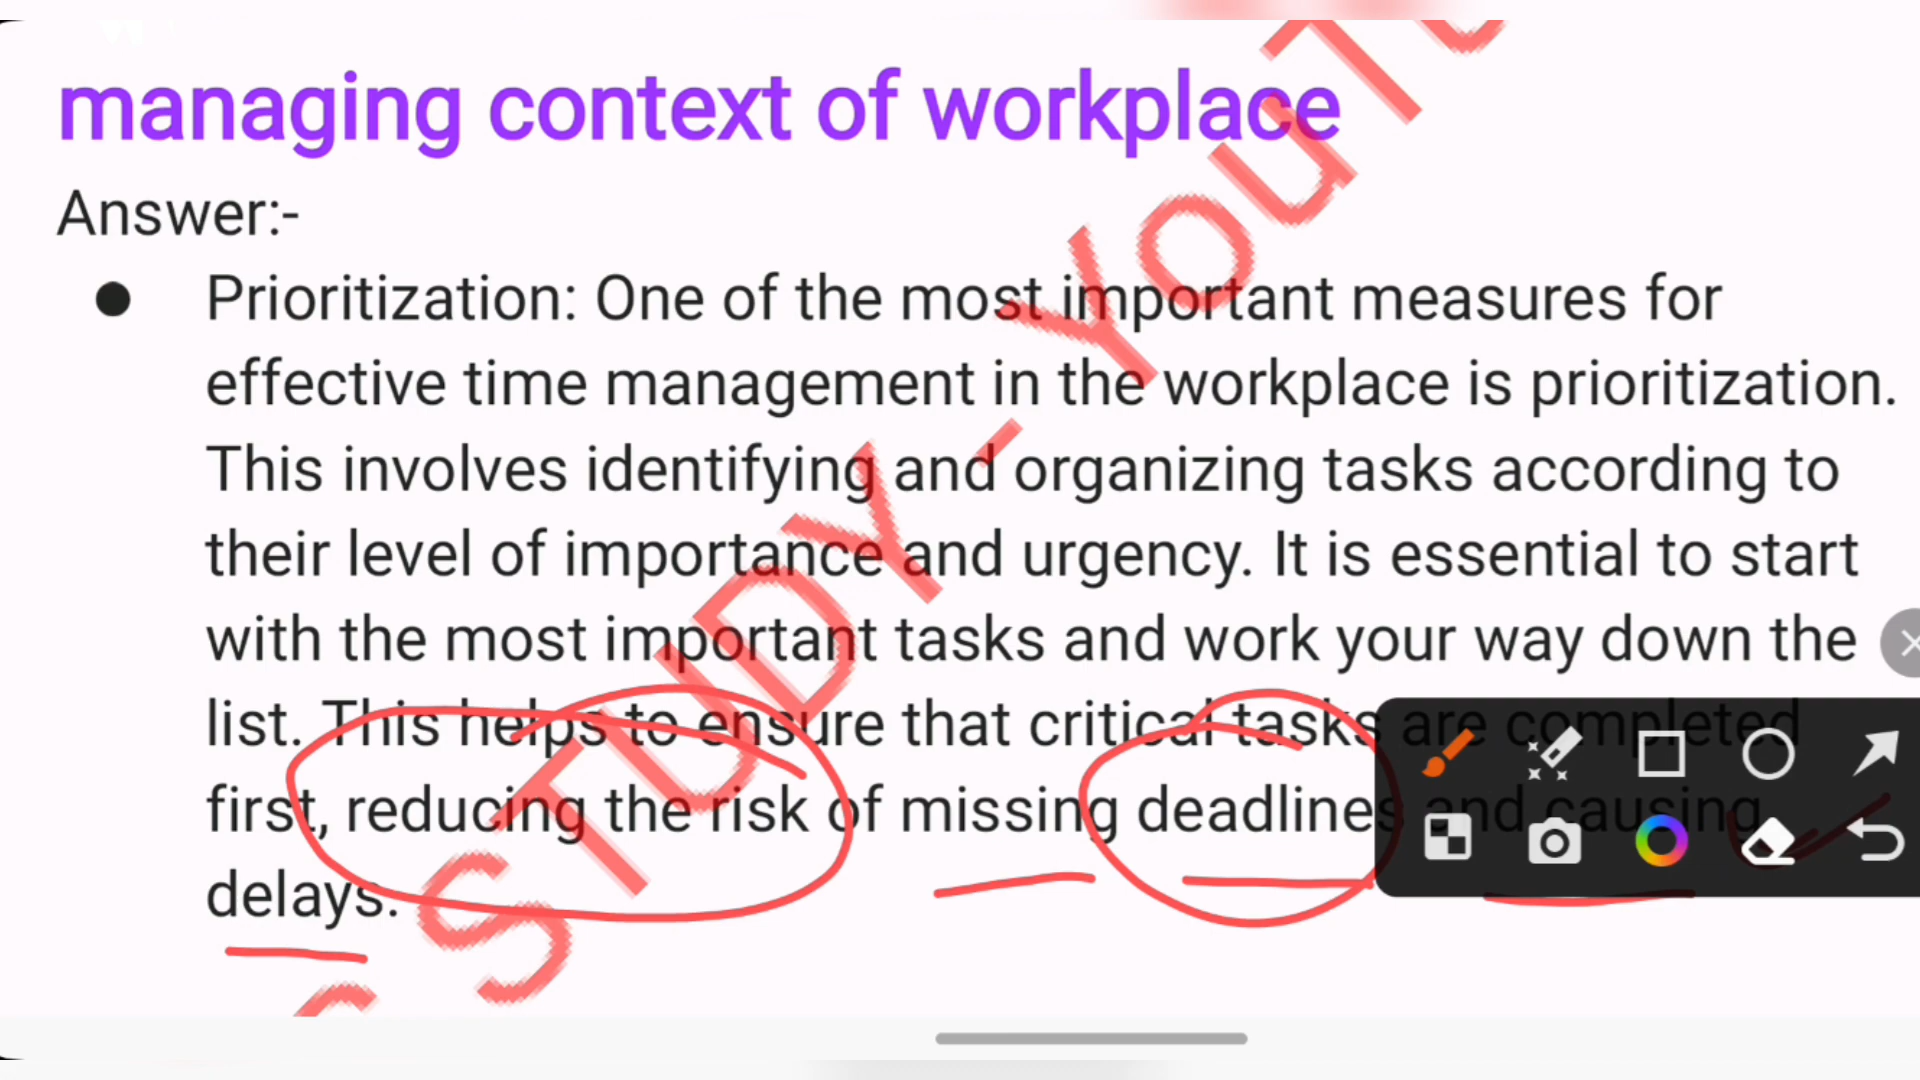 managing context of workplace
Answer:-
● Prioritization: One of the most important measures for
effective time management in the workplace is prioritization.
This involves identifying and organizing tasks according to
their level of importance and urgency. It is essential to start
with the most important tasks and work your way down the
list. This helps to ensure that critical tasks are completed
first, reducing the risk of missing deadlines and causing
delays.
STUDY - YouTu